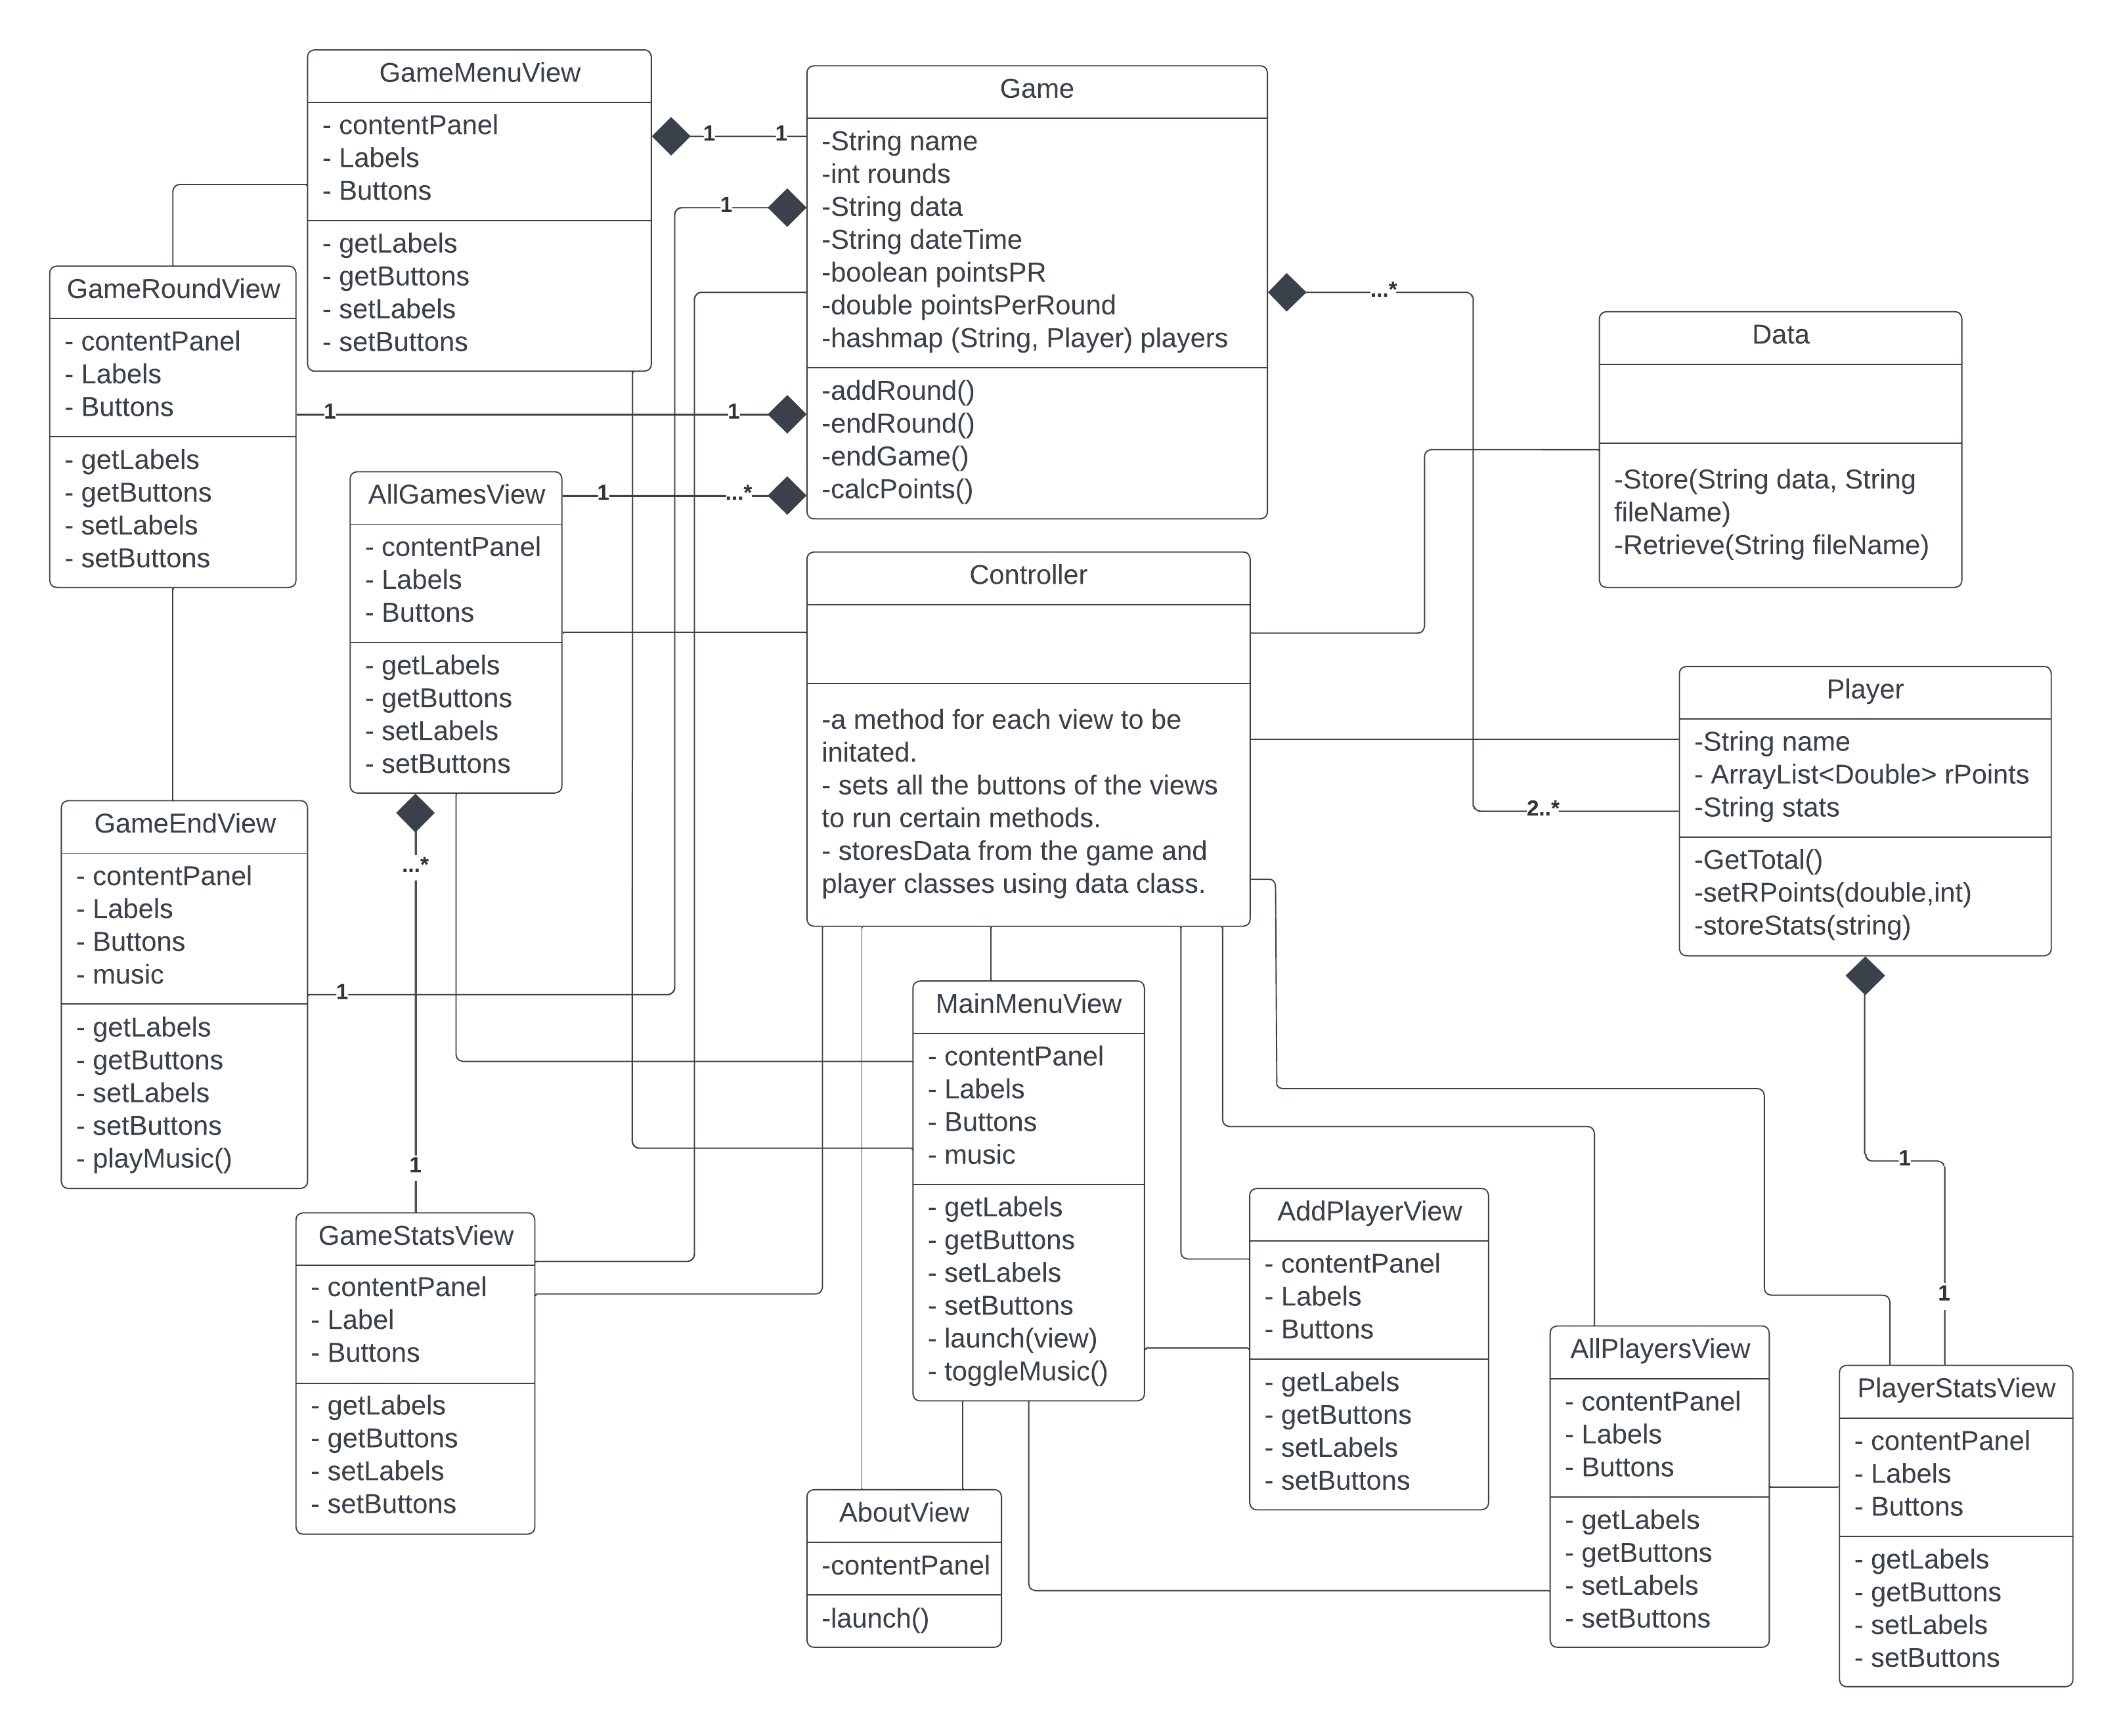 GameMenuView
- contentPanel
- Labels
- Buttons
- getLabels
- getButtons
- setLabels
- setButtons
Game
-String name
-int rounds
-String data
-String dateTime
-boolean pointsPR
-double pointsPerRound
-hashmap (String, Player) players
-addRound()
-endRound()
-endGame()
-calcPoints()
1
1
1
...*
GameRoundView
- contentPanel
- Labels
- Buttons
- getLabels
- getButtons
- setLabels
- setButtons
1
1
Data
-Store(String data, String
fileName)
-Retrieve(String fileName)
AllGamesView
- contentPanel
- Labels
- Buttons
- getLabels
- getButtons
- setLabels
- setButtons
1
...*
Controller
-a method for each view to be
initated.
- sets all the buttons of the views
to run certain methods.
- storesData from the game and
player classes using data class.
Player
-String name
- ArrayList<Double> rPoints
-String stats
-GetTotal()
-setRPoints(double,int)
-storeStats(string)
2..*
GameEndView
- contentPanel
- Labels
- Buttons
- music
- getLabels
- getButtons
- setLabels
- setButtons
- playMusic()
1
...*
1
MainMenuView
- contentPanel
- Labels
- Buttons
- music
- getLabels
- getButtons
- setLabels
- setButtons
- launch(view)
- toggleMusic()
1
1
GameStatsView
- contentPanel
- Label
- Buttons
- getLabels
- getButtons
- setLabels
- setButtons
AddPlayerView
- contentPanel
- Labels
- Buttons
- getLabels
- getButtons
- setLabels
- setButtons
AllPlayersView
- contentPanel
- Labels
- Buttons
- getLabels
- getButtons
- setLabels
- setButtons
PlayerStatsView
- contentPanel
- Labels
- Buttons
- getLabels
- getButtons
- setLabels
- setButtons
AboutView
-contentPanel
-launch()